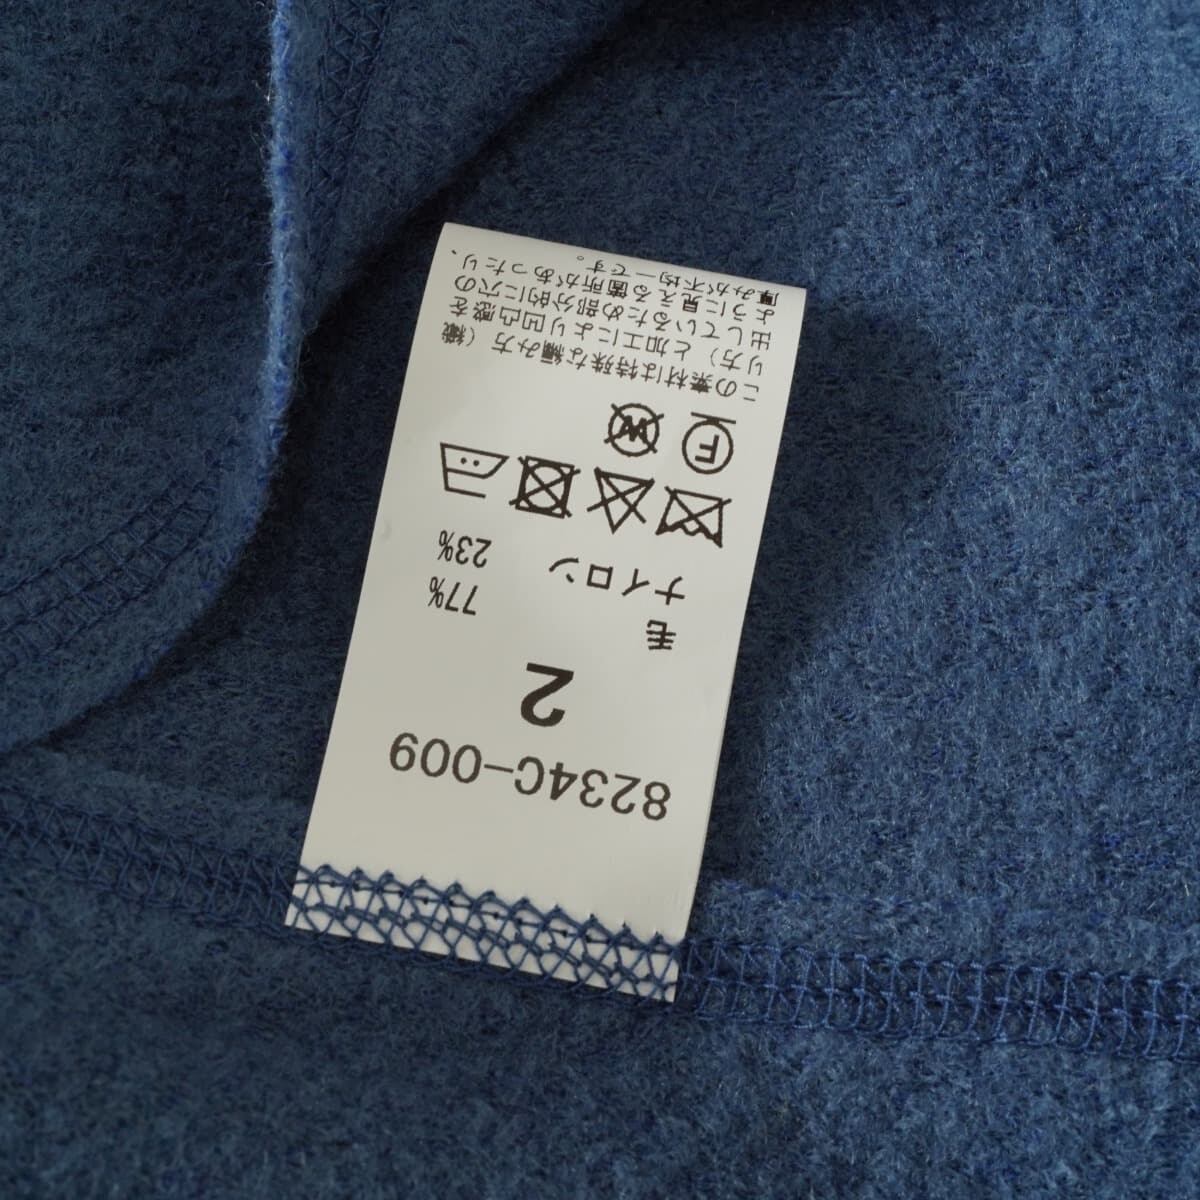 8234C-009
2
毛 77%
ナイロン 23%
F W
この素材は特殊な編み方（織
り方）と加工により凹凸感を
出しているため部分的に穴の
ように見える箇所があったり、
厚みが不均一です。